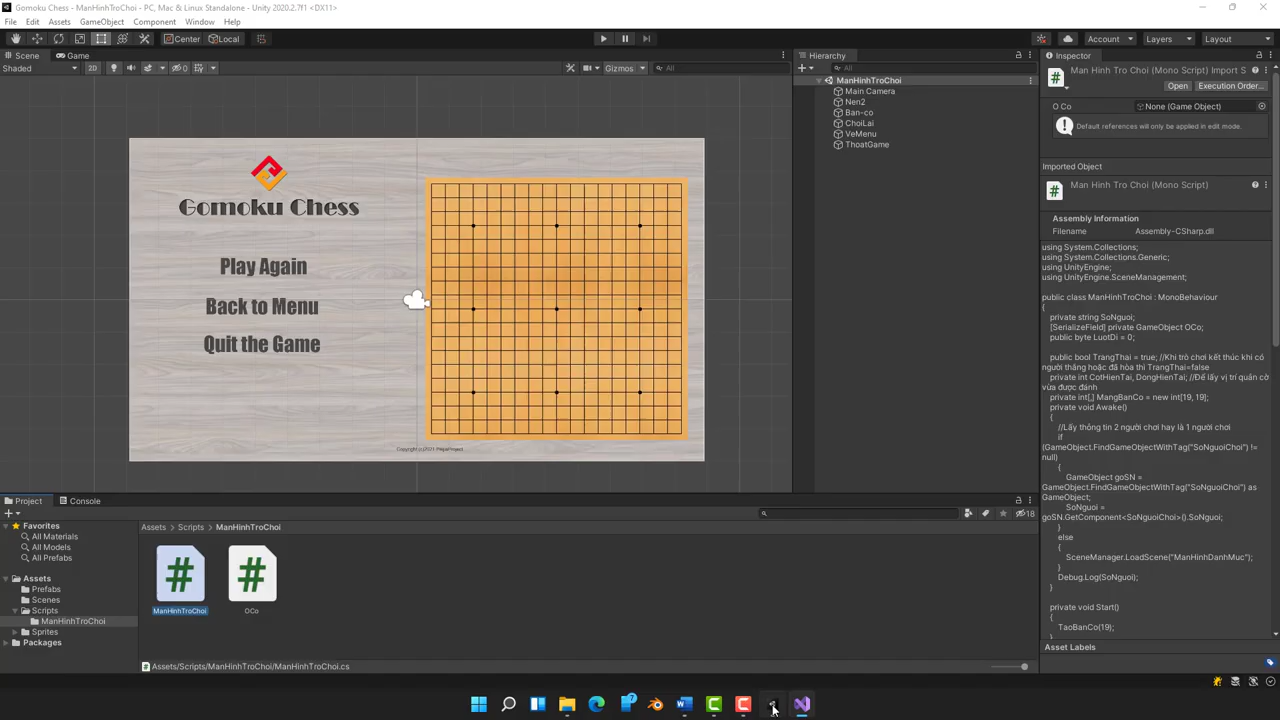 Gomoku Chess - ManHinhTroChoi - PC, Mac & Linux Standalone - Unity 2020.2.7f1 <DX11>
File Edit Assets GameObject Component Window Help
Center Local Account Layers Layout
Scene Game
Shaded 2D 0 Gizmos All
Gomoku Chess
Play Again
Back to Menu
Quit the Game
Hierarchy
All
ManHinhTroChoi
Main Camera
Nen2
Ban-co
ChoiLai
VeMenu
ThoatGame
Inspector
Man Hinh Tro Choi (Mono Script) Import S
Open Execution Order...
O Co None (Game Object)
Default references will only be applied in edit mode.
Imported Object
Man Hinh Tro Choi (Mono Script)
Assembly Information
Filename Assembly-CSharp.dll
using System.Collections;
using System.Collections.Generic;
using UnityEngine;
using UnityEngine.SceneManagement;
public class ManHinhTroChoi : MonoBehaviour
{
private string SoNguoi;
[SerializeField] private GameObject OCo;
public byte LuotDi = 0;
public bool TrangThai = true; //Khi trò chơi kết thúc khi có
người thắng hoặc đã hòa thì TrangThai=false
private int CotHienTai, DongHienTai; //Để lấy vị trí quân cờ
vừa được đánh
private int[,] MangBanCo = new int[19, 19];
private void Awake()
{
//Lấy thông tin 2 người chơi hay là 1 người chơi
if
(GameObject.FindGameObjectWithTag("SoNguoiChoi") !=
null)
{
GameObject goSN =
GameObject.FindGameObjectWithTag("SoNguoiChoi") as
GameObject;
SoNguoi =
goSN.GetComponent<SoNguoiChoi>().SoNguoi;
}
else
{
SceneManager.LoadScene("ManHinhDanhMuc");
}
Debug.Log(SoNguoi);
}
private void Start()
{
TaoBanCo(19);
Asset Labels
Project Console
18
Favorites
All Materials
All Models
All Prefabs
Assets
Prefabs
Scenes
Scripts
ManHinhTroChoi
Sprites
Packages
Assets > Scripts > ManHinhTroChoi
ManHinhTroChoi OCo
Assets/Scripts/ManHinhTroChoi/ManHinhTroChoi.cs